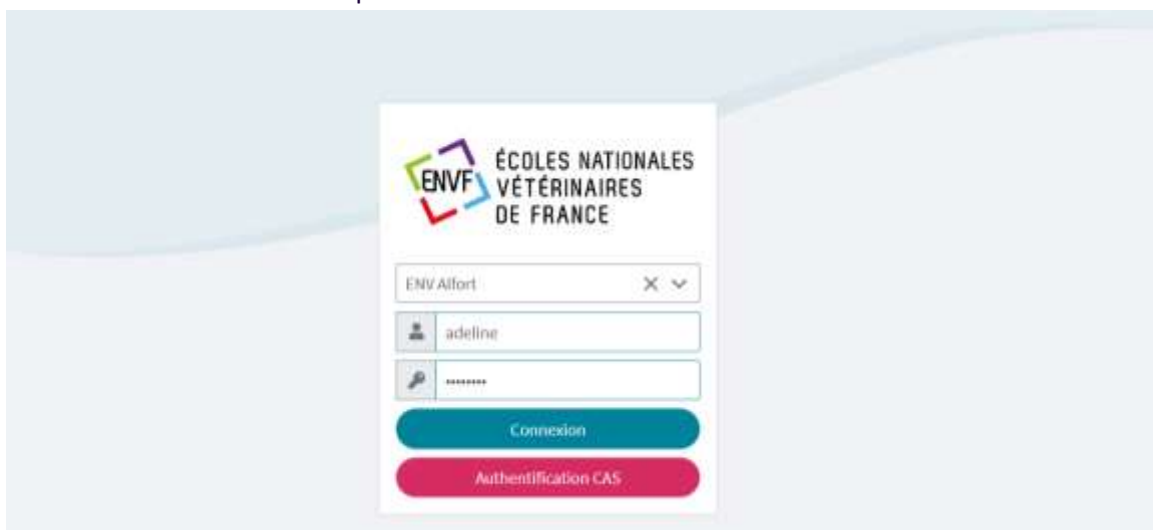 ENVF
ÉCOLES NATIONALES
VÉTÉRINAIRES
DE FRANCE
ENV Alfort
adeline
Connexion
Authentification CAS